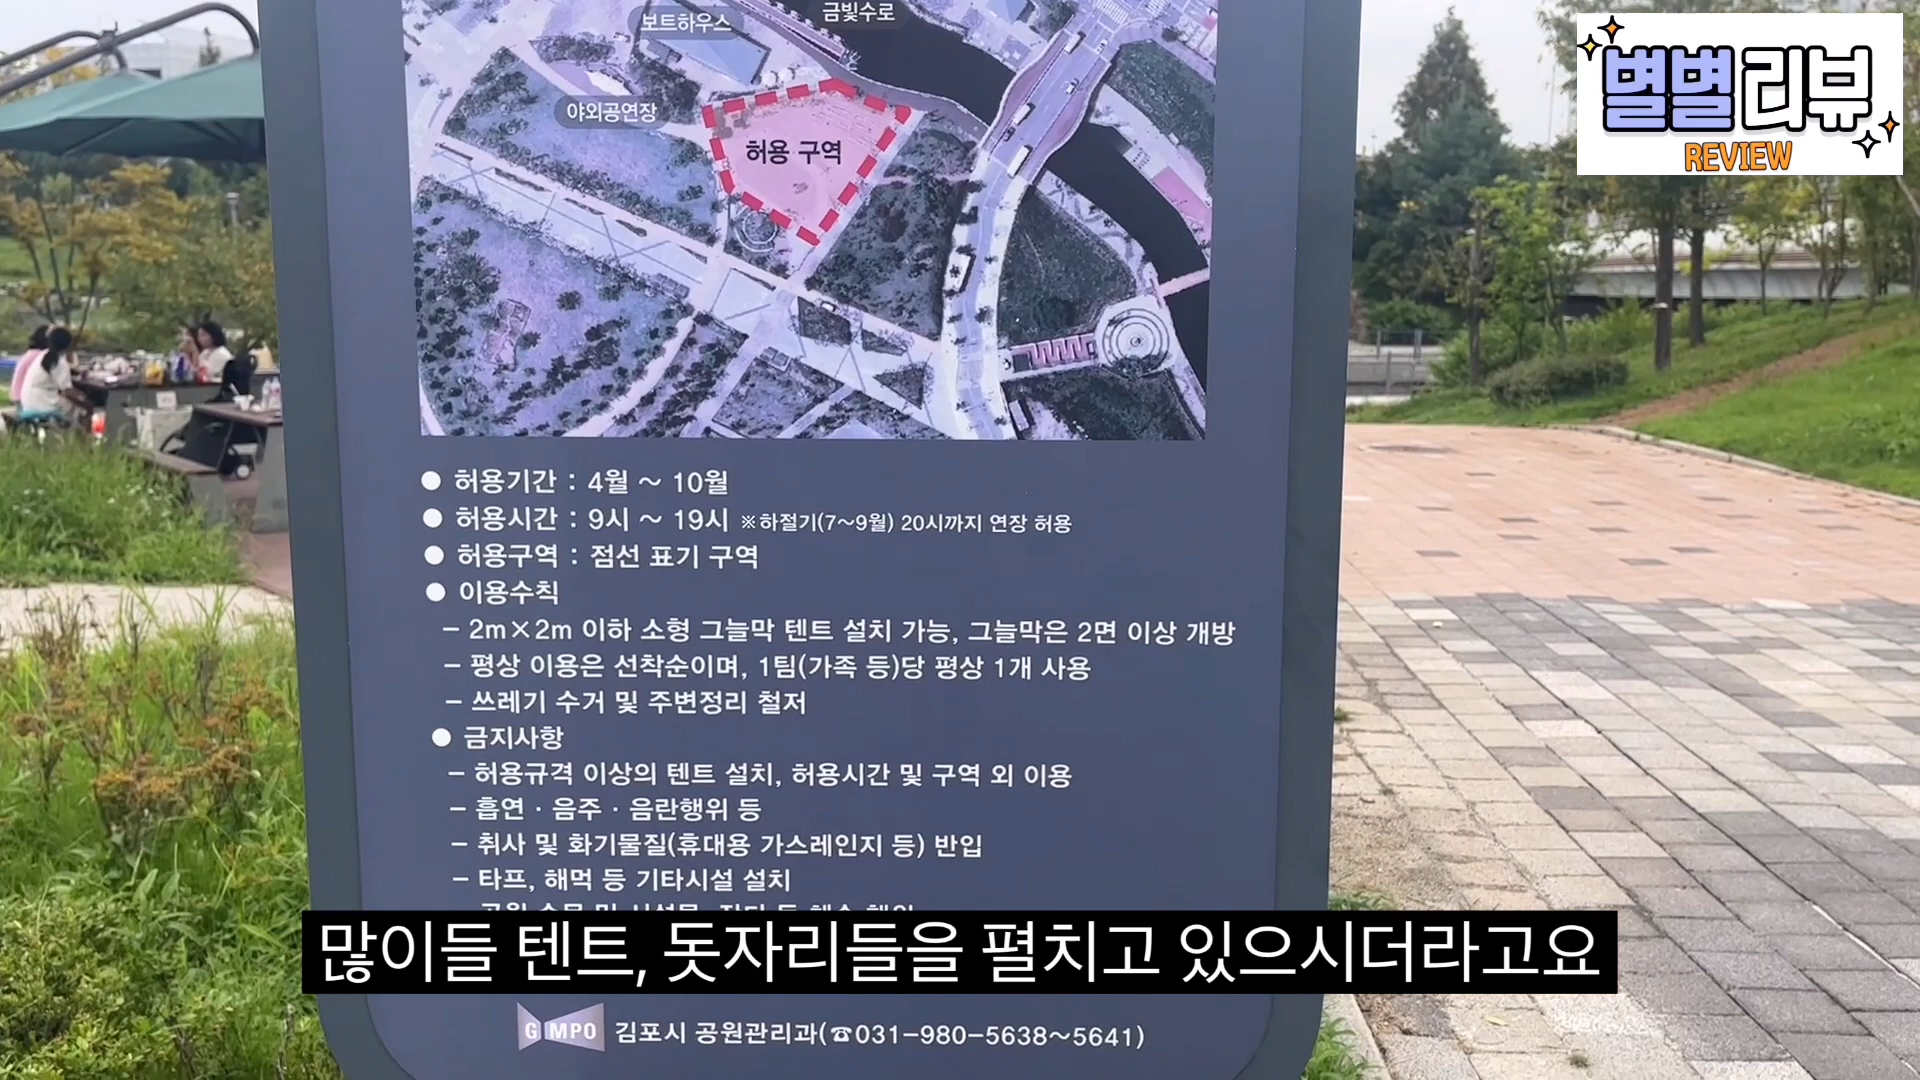 보트하우스
금빛수로
별별리뷰
REVIEW
야외공연장
허용 구역
● 허용기간 : 4월 ~ 10월
● 허용시간 : 9시 ~ 19시 ※하절기(7~9월) 20시까지 연장 허용
● 허용구역 : 점선 표기 구역
● 이용수칙
- 2m×2m 이하 소형 그늘막 텐트 설치 가능, 그늘막은 2면 이상 개방
- 평상 이용은 선착순이며, 1팀(가족 등)당 평상 1개 사용
- 쓰레기 수거 및 주변정리 철저
● 금지사항
- 허용규격 이상의 텐트 설치, 허용시간 및 구역 외 이용
- 흡연 · 음주 · 음란행위 등
- 취사 및 화기물질(휴대용 가스레인지 등) 반입
- 타프, 해먹 등 기타시설 설치
많이들 텐트, 돗자리들을 펼치고 있으시더라고요
GIMPO 김포시 공원관리과(☎031-980-5638~5641)